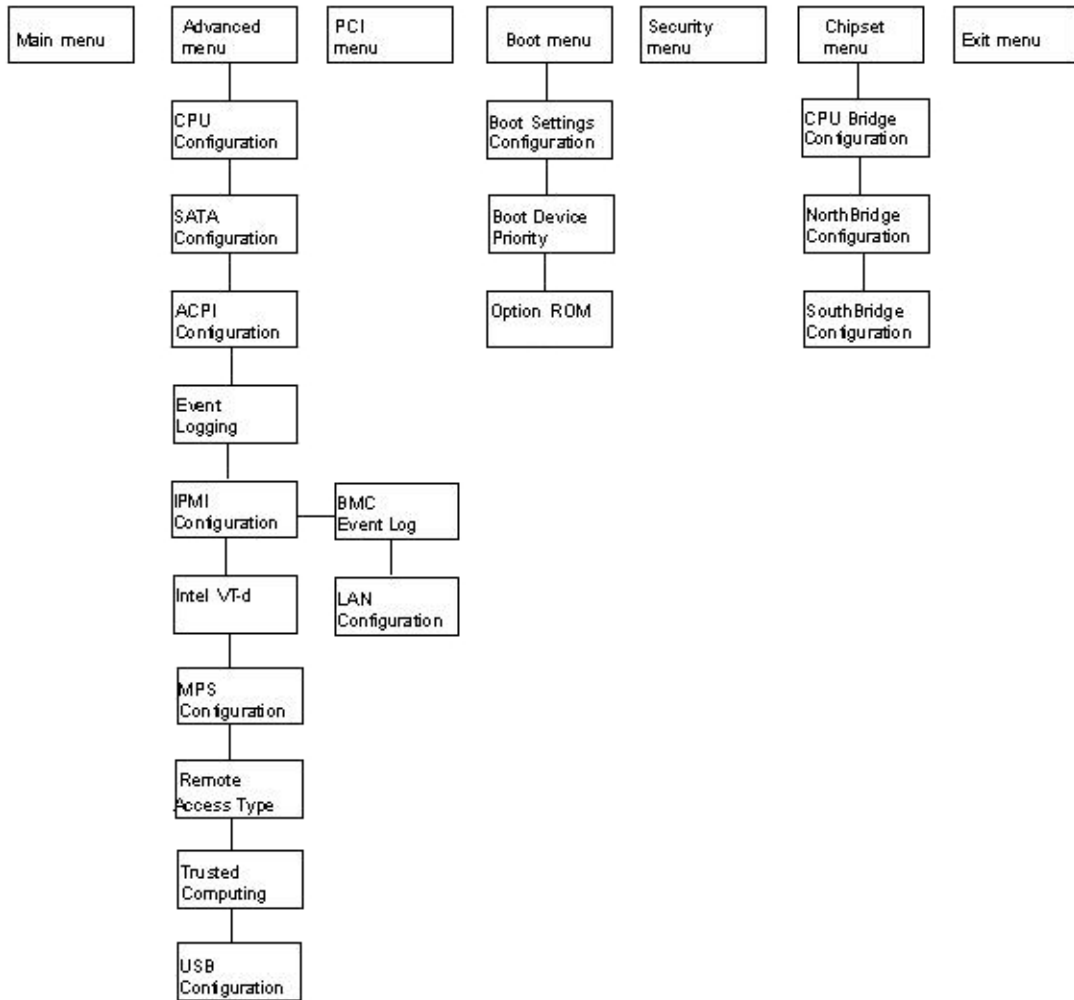 Main menu
Advanced
menu
PCI
menu
Boot menu
Security
menu
Chipset
menu
Exit menu
CPU
Configuration
SATA
Configuration
ACPI
Configuration
Event
Logging
IPMI
Configuration
BMC
Event Log
LAN
Configuration
Intel VT-d
MPS
Configuration
Remote
Access Type
Trusted
Computing
USB
Configuration
Boot Settings
Configuration
Boot Device
Priority
Option ROM
CPU Bridge
Configuration
NorthBridge
Configuration
SouthBridge
Configuration